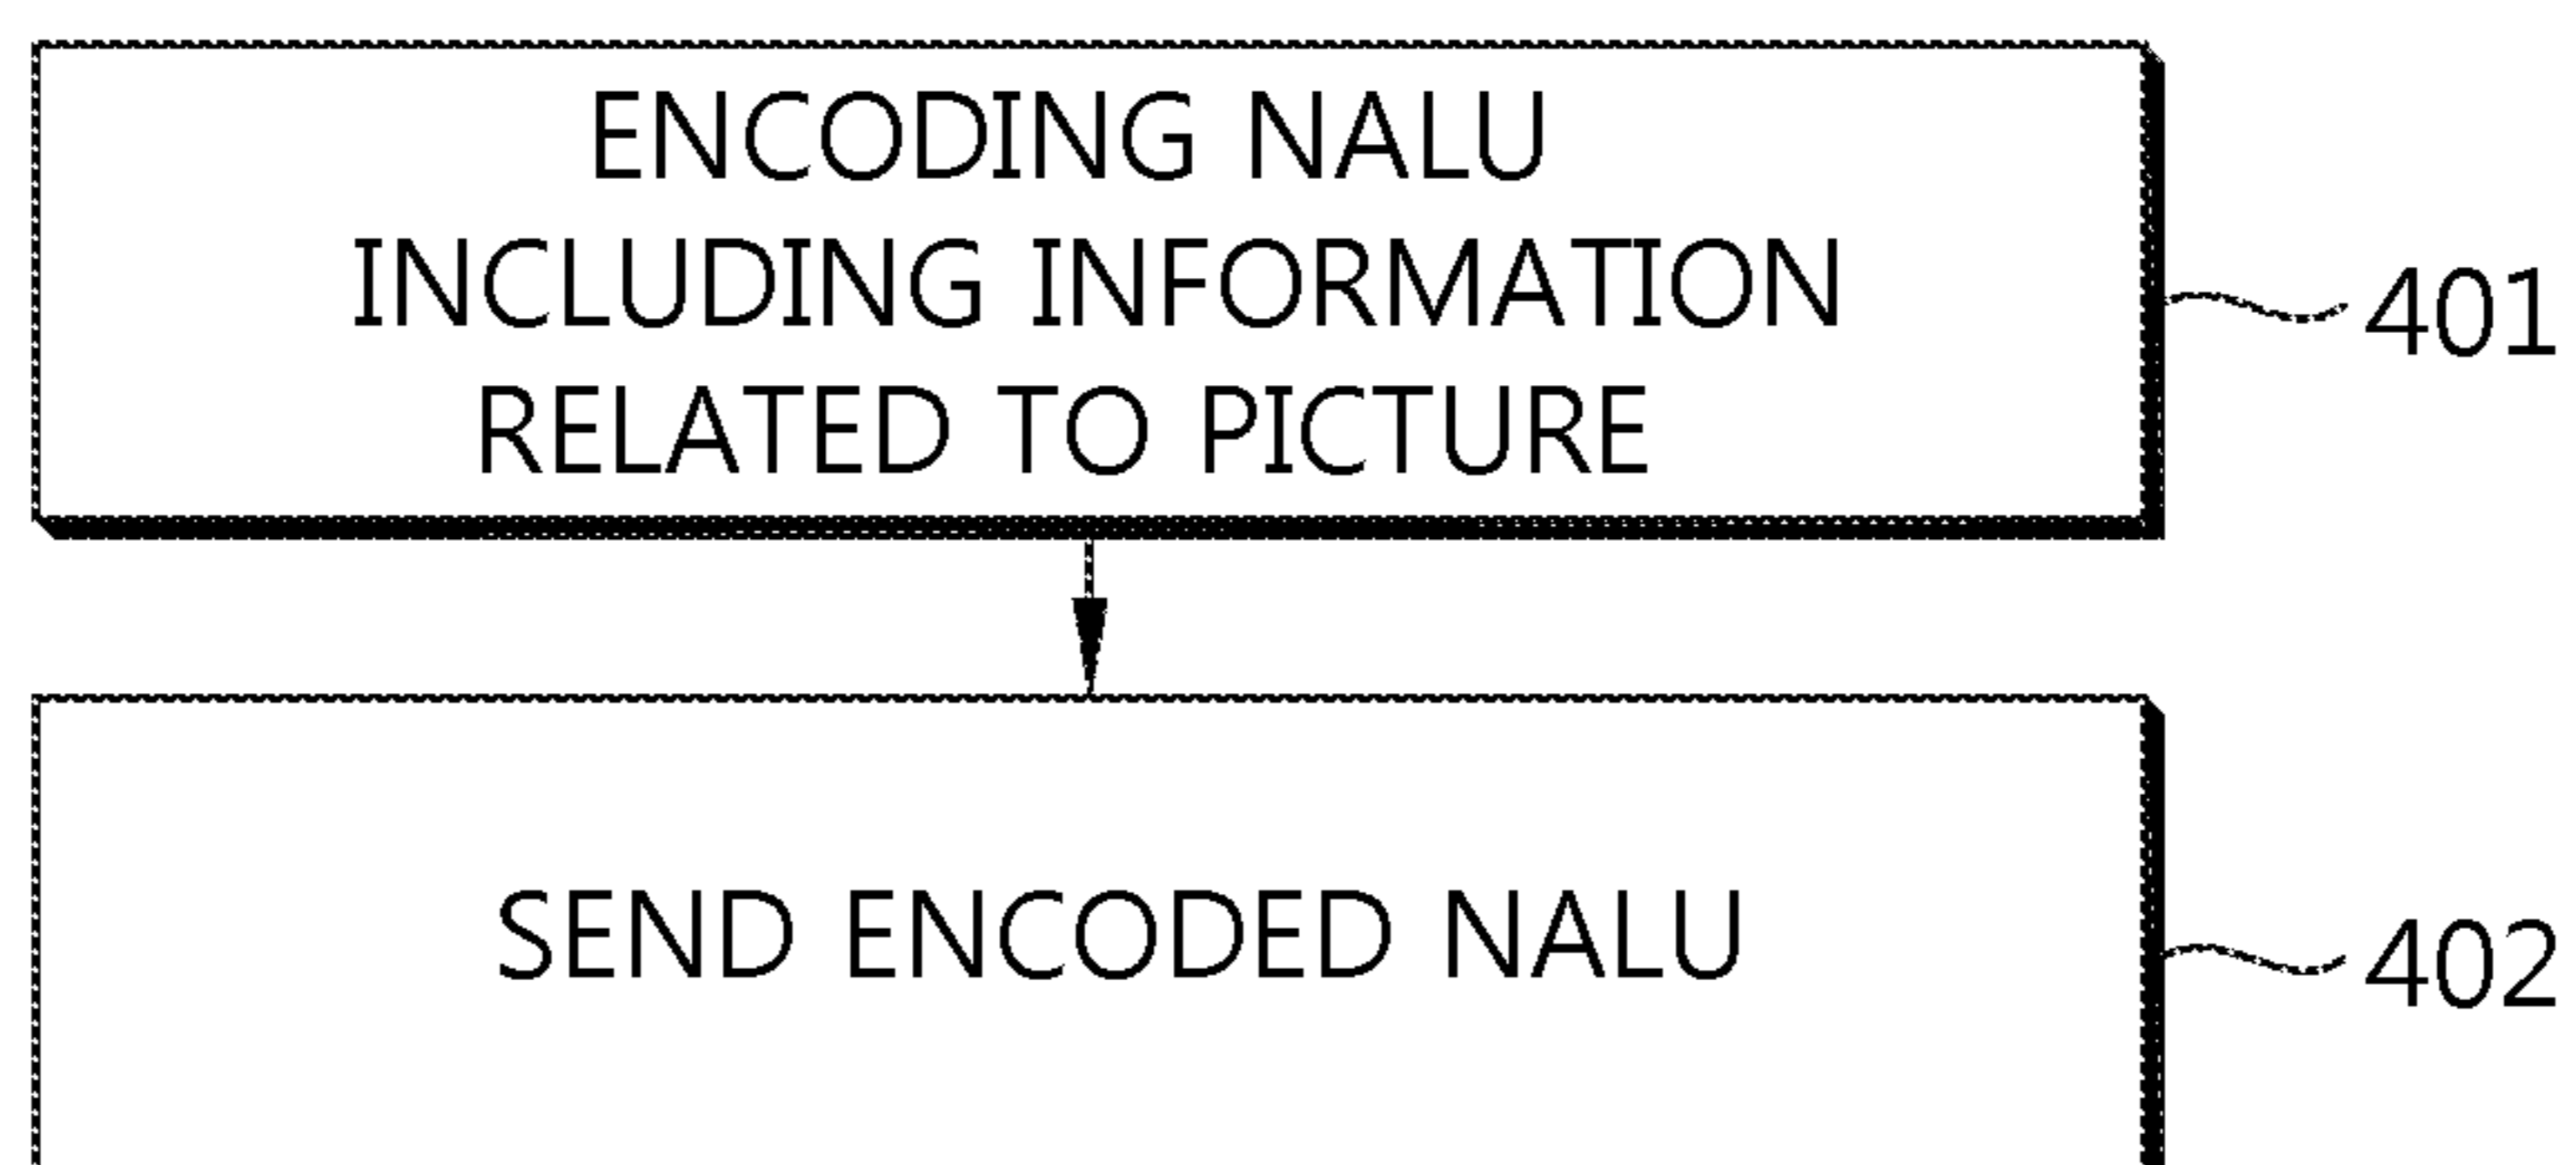 ENCODING NALU
INCLUDING INFORMATION
RELATED TO PICTURE
401
SEND ENCODED NALU
402